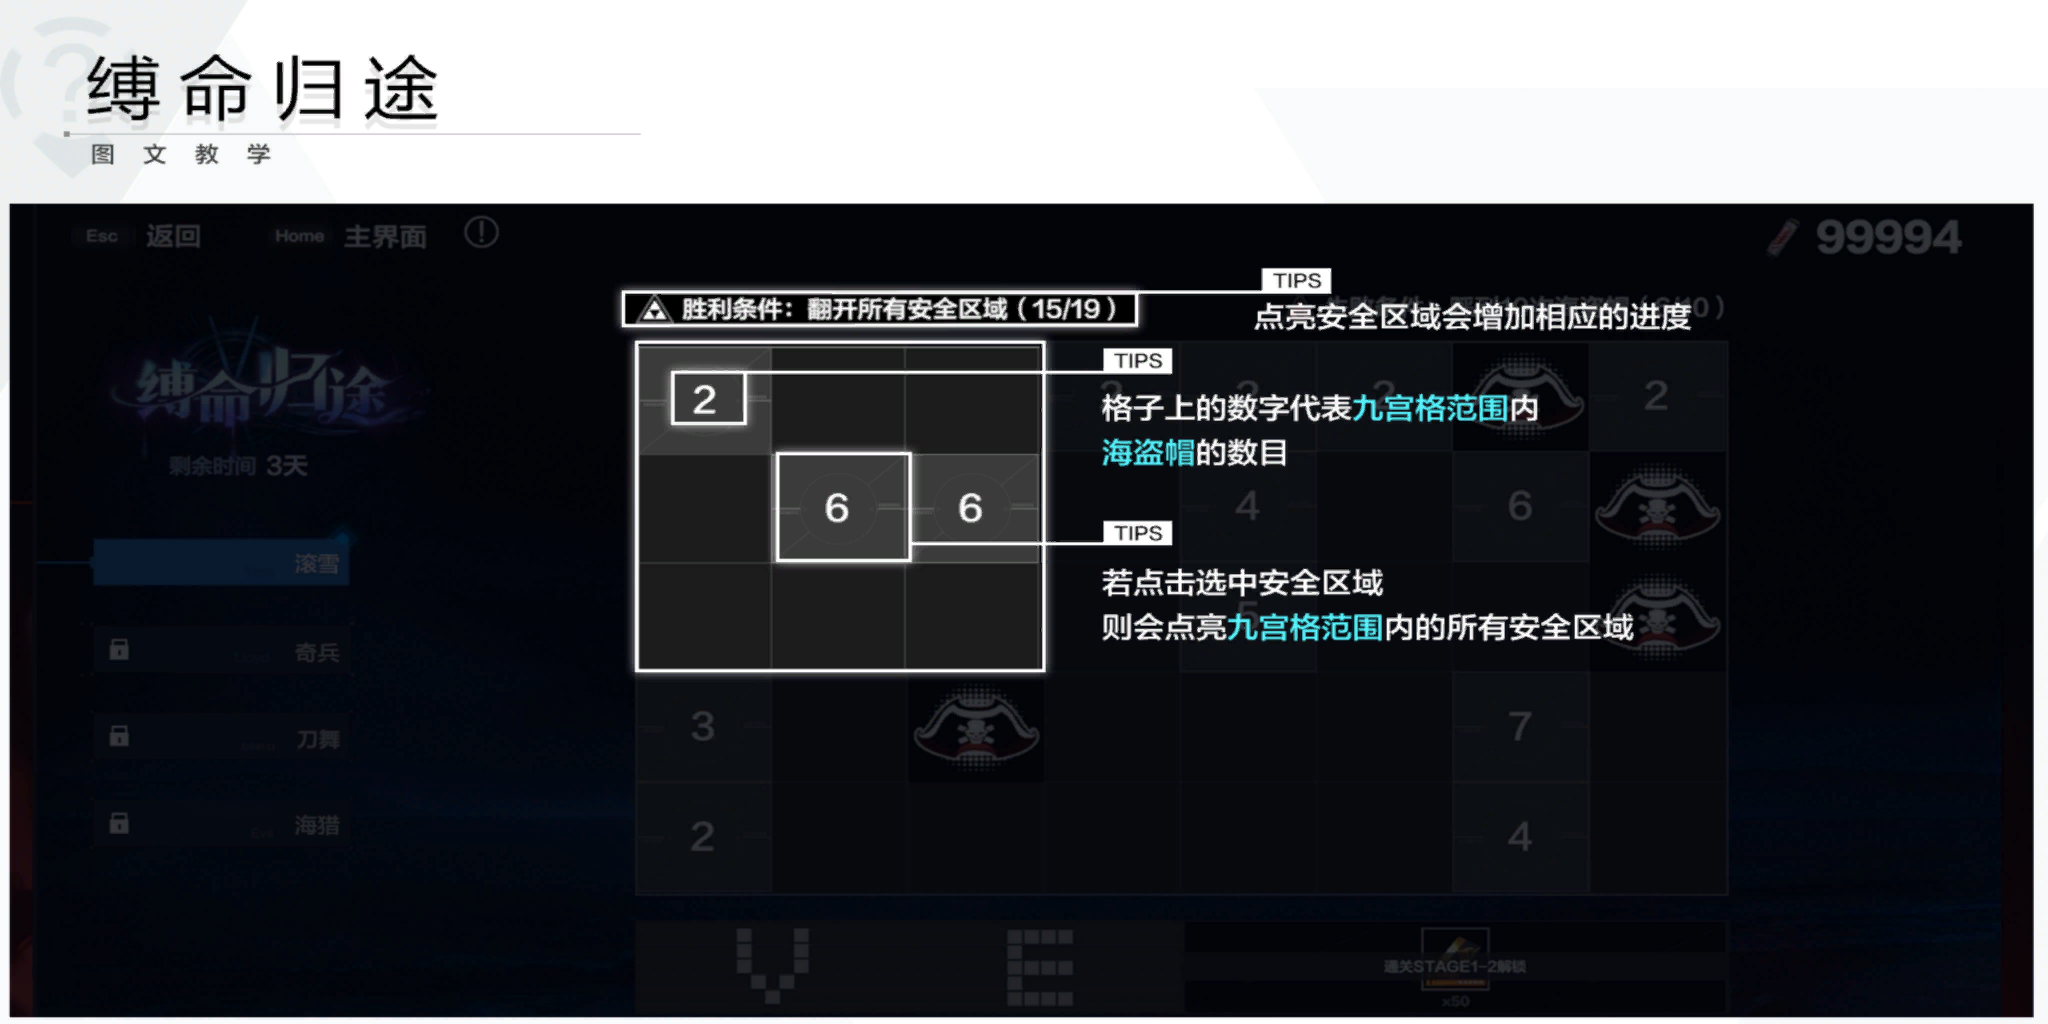 缚命归途
图文教学
Esc 返回 Home 主界面
99994
TIPS
胜利条件：翻开所有安全区域（15/19）
点亮安全区域会增加相应的进度
缚命归途
剩余时间 3天
TIPS
2
2
格子上的数字代表九宫格范围内
海盗帽的数目
6
6
4
6
TIPS
滚雪
若点击选中安全区域
则会点亮九宫格范围内的所有安全区域
5
奇兵
3
7
刀舞
2
4
海猎
V E
通关STAGE1-2解锁
x50